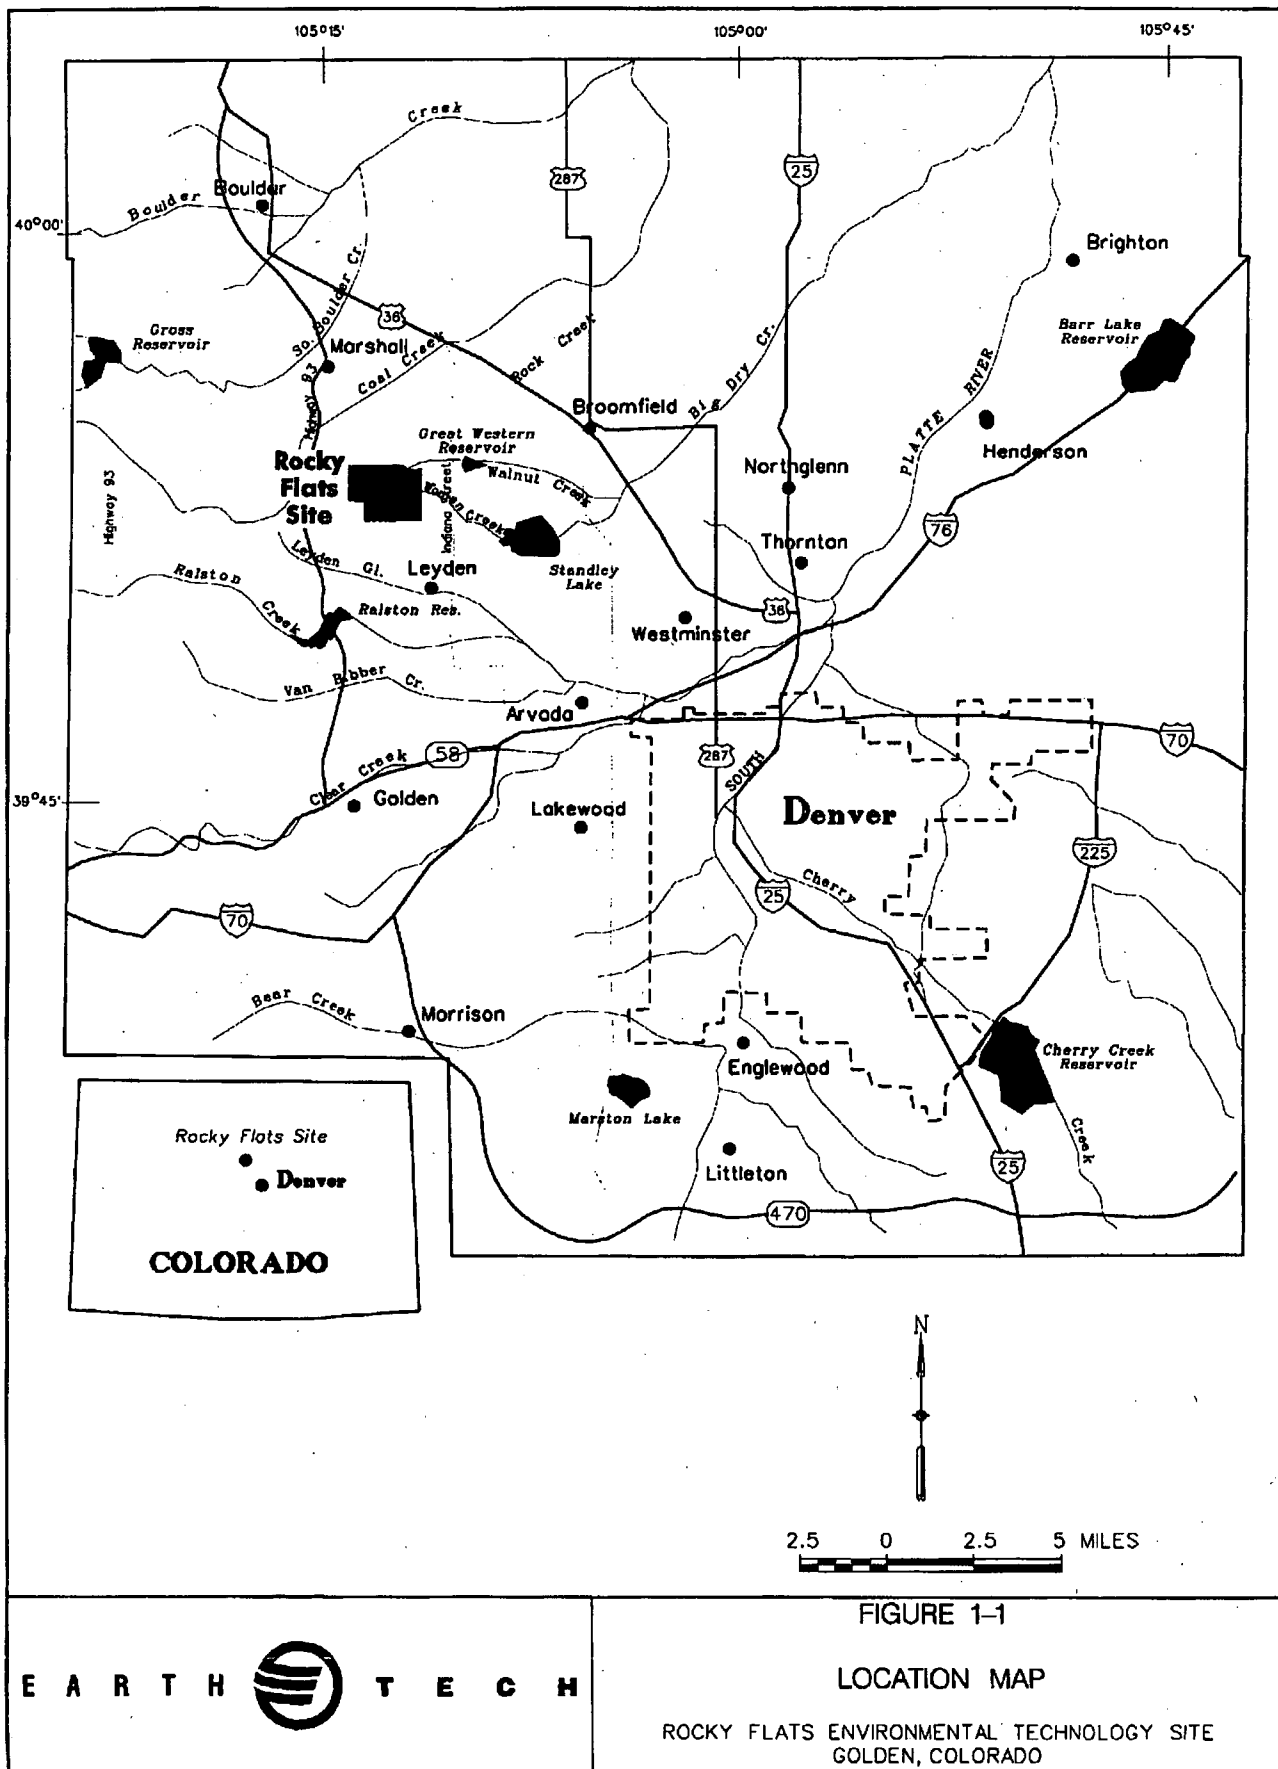 105°15'
105°00'
105°45'
Creek
287
25
Boulder
Boulder
40°00'
Brighton
So. Boulder Cr.
36
Gross
Reservoir
Marshall
Coal Creek
Rock Creek
Big Dry Cr.
Barr Lake
Reservoir
PLATTE RIVER
Highway 93
Broomfield
Great Western
Reservoir
Walnut Creek
Henderson
Rocky
Flats
Site
Woman Creek
Indiana Street
Northglenn
Highway 93
76
Thornton
Leyden Gl.
Leyden
Standley
Lake
Ralston
Creek
Ralston Res.
36
Westminster
Van Bibber Cr.
Arvada
58
287
SOUTH
70
Clear Creek
39°45'
Golden
Lakewood
Denver
225
25
Cherry
70
Bear Creek
Morrison
Englewood
Cherry Creek
Reservoir
Marston Lake
Creek
Littleton
25
470
Rocky Flats Site
Denver
COLORADO
N
2.5 0 2.5 5 MILES
FIGURE 1-1
EARTH TECH
LOCATION MAP
ROCKY FLATS ENVIRONMENTAL TECHNOLOGY SITE
GOLDEN, COLORADO